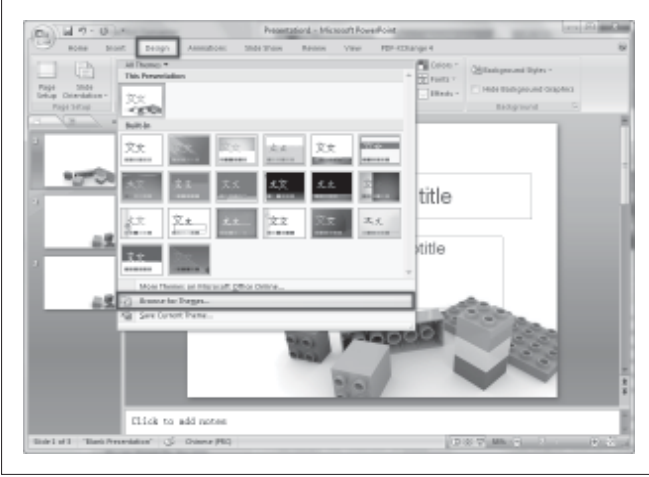 Presentation1 - Microsoft PowerPoint
Home Insert Design Animations Slide Show Review View PDF-XChange 4
All Themes
This Presentation
Page Setup
Slide Orientation
Page Setup
Colors
Fonts
Effects
Background Styles
Hide Background Graphics
Background
Built-In
More Themes on Microsoft Office Online...
Browse for Themes...
Save Current Theme...
title
btitle
Click to add notes
Slide 1 of 3 "Blank Presentation" Chinese (PRC)